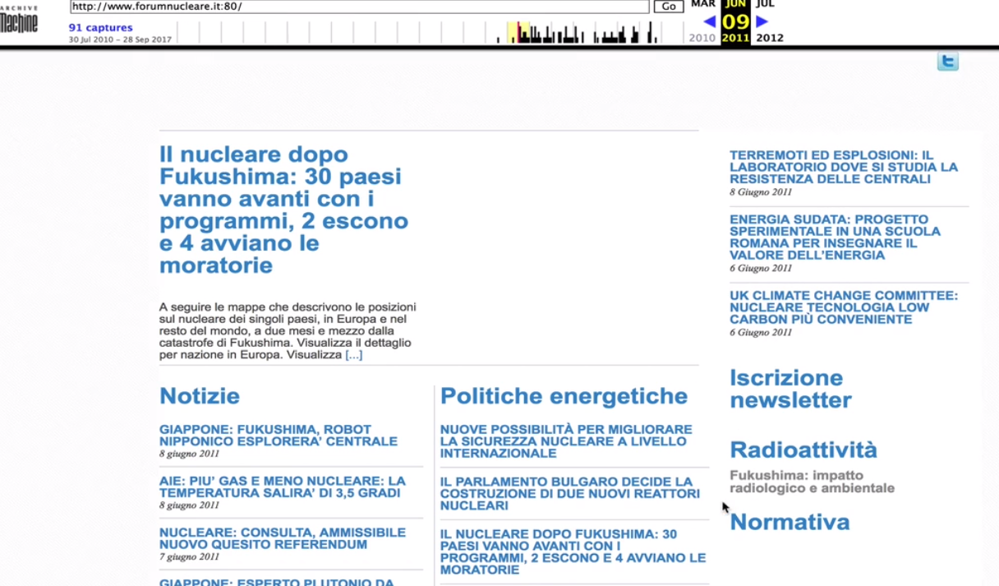 ARCHIVE
Machine
http://www.forumnucleare.it:80/
Go
MAR
JUN
JUL
91 captures
30 Jul 2010 – 28 Sep 2017
09
2010
2011
2012
Il nucleare dopo
Fukushima: 30 paesi
vanno avanti con i
programmi, 2 escono
e 4 avviano le
moratorie
A seguire le mappe che descrivono le posizioni
sul nucleare dei singoli paesi, in Europa e nel
resto del mondo, a due mesi e mezzo dalla
catastrofe di Fukushima. Visualizza il dettaglio
per nazione in Europa. Visualizza [...]
Notizie
GIAPPONE: FUKUSHIMA, ROBOT
NIPPONICO ESPLORERA’ CENTRALE
8 giugno 2011
AIE: PIU’ GAS E MENO NUCLEARE: LA
TEMPERATURA SALIRA’ DI 3,5 GRADI
8 giugno 2011
NUCLEARE: CONSULTA, AMMISSIBILE
NUOVO QUESITO REFERENDUM
7 giugno 2011
GIAPPONE: ESPERTO PLUTONIO DA
Politiche energetiche
NUOVE POSSIBILITÀ PER MIGLIORARE
LA SICUREZZA NUCLEARE A LIVELLO
INTERNAZIONALE
IL PARLAMENTO BULGARO DECIDE LA
COSTRUZIONE DI DUE NUOVI REATTORI
NUCLEARI
IL NUCLEARE DOPO FUKUSHIMA: 30
PAESI VANNO AVANTI CON I
PROGRAMMI, 2 ESCONO E 4 AVVIANO LE
MORATORIE
TERREMOTI ED ESPLOSIONI: IL
LABORATORIO DOVE SI STUDIA LA
RESISTENZA DELLE CENTRALI
8 Giugno 2011
ENERGIA SUDATA: PROGETTO
SPERIMENTALE IN UNA SCUOLA
ROMANA PER INSEGNARE IL
VALORE DELL’ENERGIA
6 Giugno 2011
UK CLIMATE CHANGE COMMITTEE:
NUCLEARE TECNOLOGIA LOW
CARBON PIÙ CONVENIENTE
6 Giugno 2011
Iscrizione
newsletter
Radioattività
Fukushima: impatto
radiologico e ambientale
Normativa